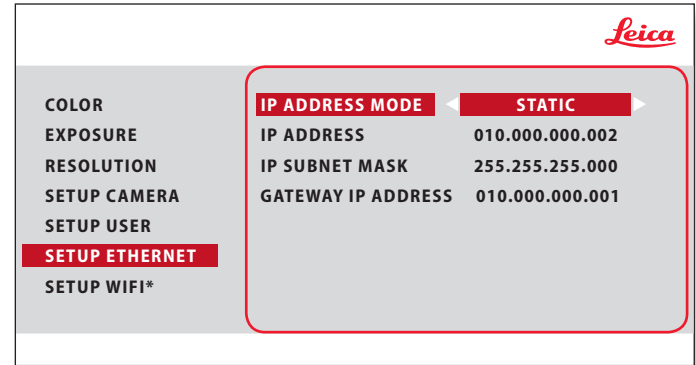 Leica
COLOR
EXPOSURE
RESOLUTION
SETUP CAMERA
SETUP USER
SETUP ETHERNET
SETUP WIFI*
IP ADDRESS MODE STATIC
IP ADDRESS 010.000.000.002
IP SUBNET MASK 255.255.255.000
GATEWAY IP ADDRESS 010.000.000.001